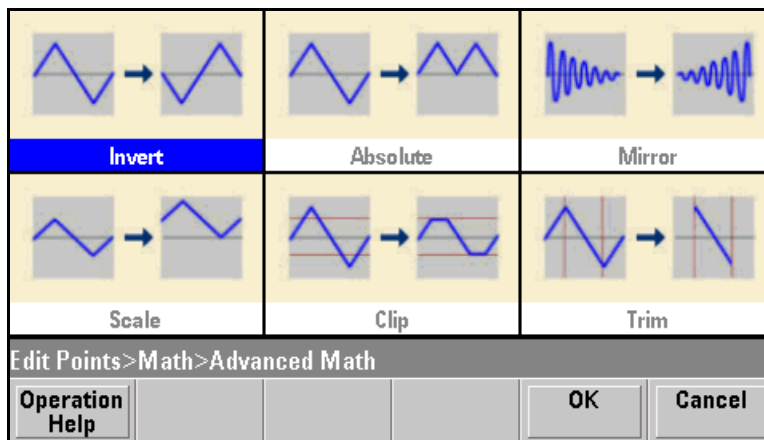 Invert
Absolute
Mirror
Scale
Clip
Trim
Edit Points>Math>Advanced Math
Operation
Help
OK
Cancel